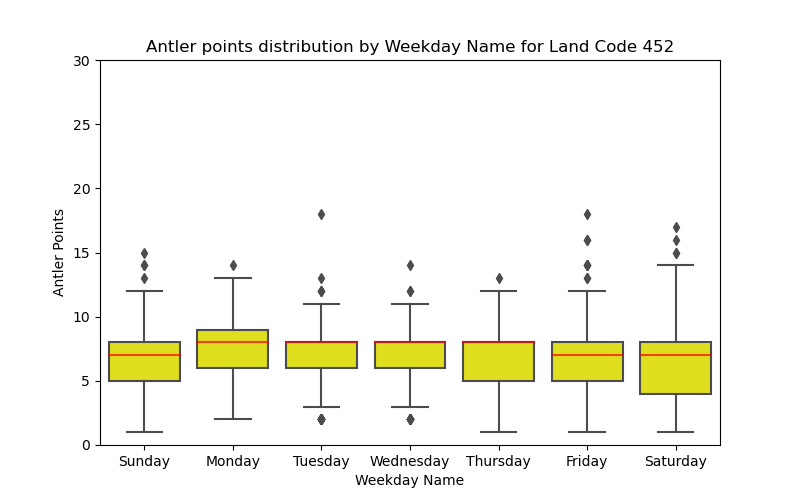 Antler points distribution by Weekday Name for Land Code 452
30
25
20
15
10
5
0
Antler Points
Sunday Monday Tuesday Wednesday Thursday Friday Saturday
Weekday Name